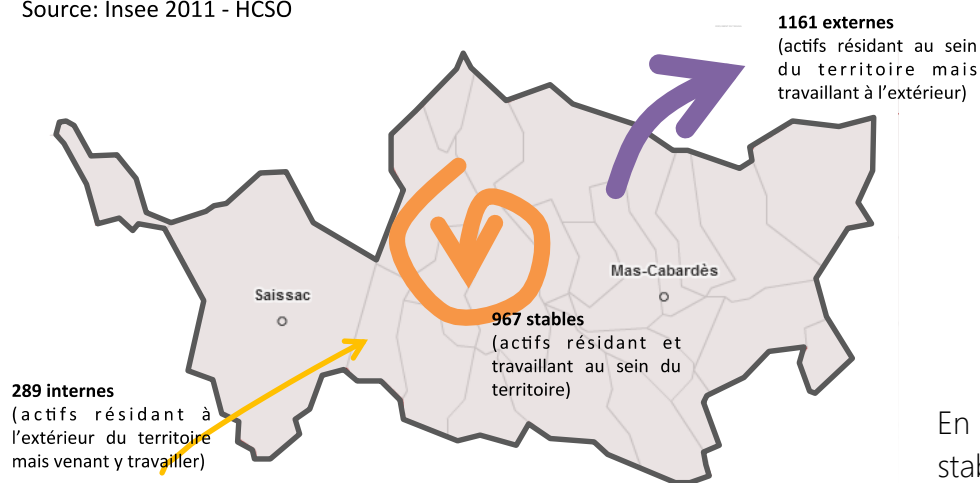 Source: Insee 2011 - HCSO
1161 externes
(actifs résidant au sein
du territoire mais
travaillant à l'extérieur)
Saissac
Mas-Cabardès
967 stables
(actifs résidant et
travaillant au sein du
territoire)
289 internes
(actifs résidant à
l'extérieur du territoire
mais venant y travailler)
En